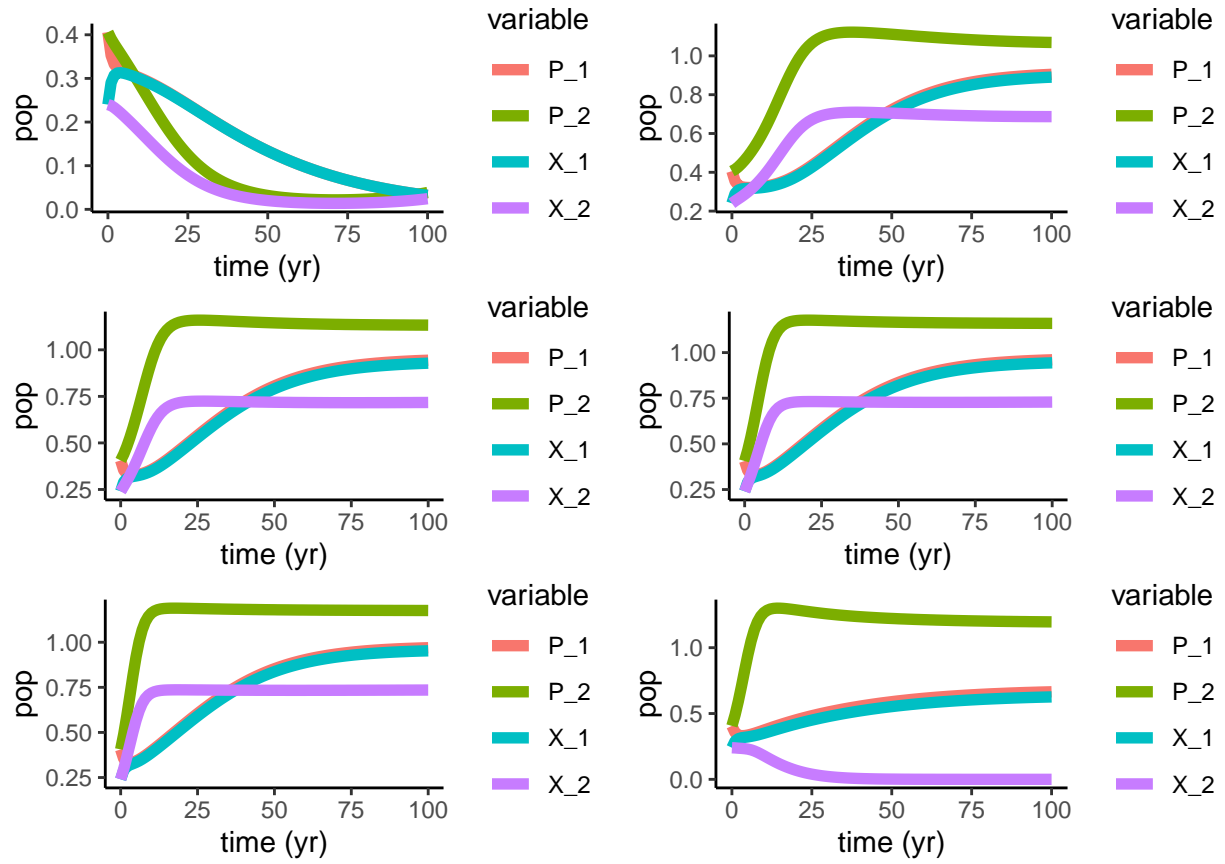 variable
P_1
P_2
X_1
X_2
pop
0.4
0.3
0.2
0.1
0.0
0 25 50 75 100
time (yr)
variable
P_1
P_2
X_1
X_2
pop
1.0
0.8
0.6
0.4
0.2
0 25 50 75 100
time (yr)
variable
P_1
P_2
X_1
X_2
pop
1.00
0.75
0.50
0.25
0 25 50 75 100
time (yr)
variable
P_1
P_2
X_1
X_2
pop
1.00
0.75
0.50
0.25
0 25 50 75 100
time (yr)
variable
P_1
P_2
X_1
X_2
pop
1.00
0.75
0.50
0.25
0 25 50 75 100
time (yr)
variable
P_1
P_2
X_1
X_2
pop
1.0
0.5
0.0
0 25 50 75 100
time (yr)